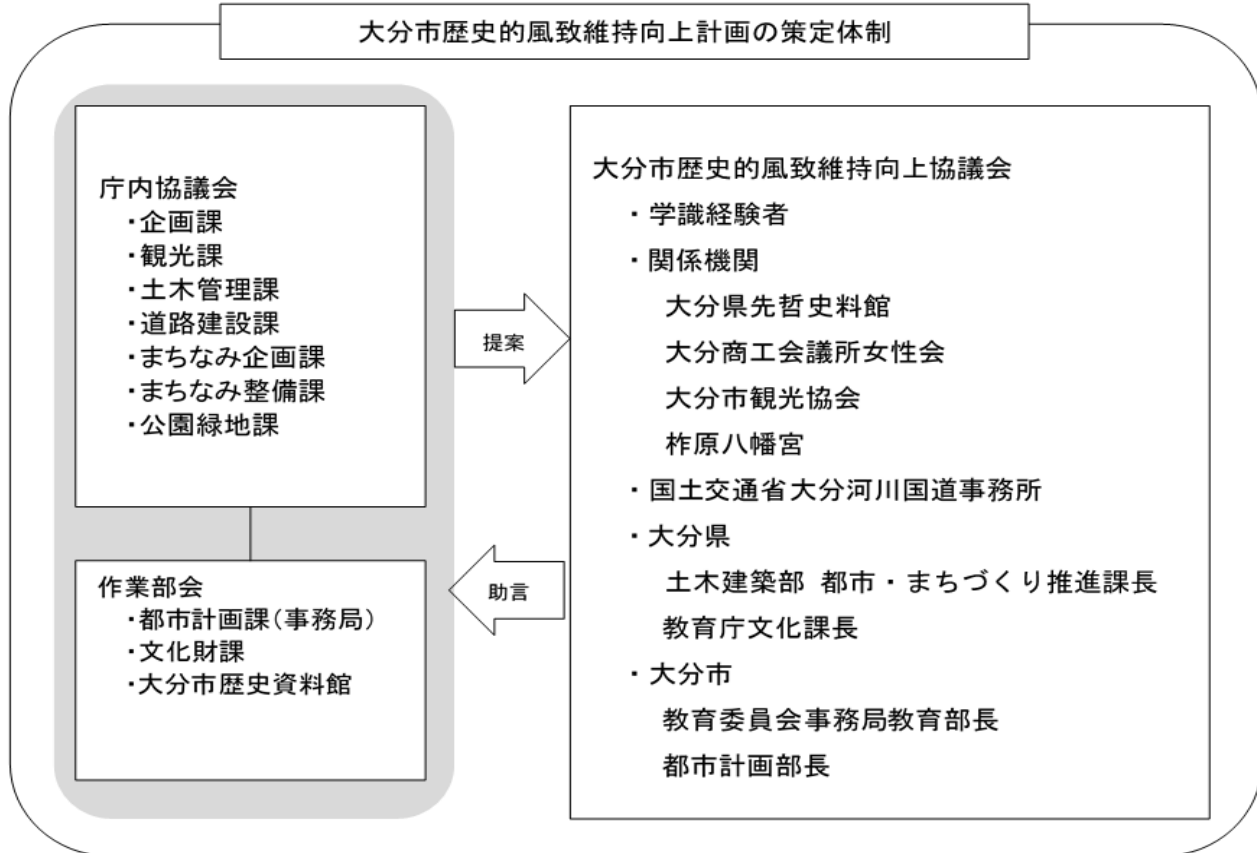 大分市歴史的風致維持向上計画の策定体制
庁内協議会
・企画課
・観光課
・土木管理課
・道路建設課
・まちなみ企画課
・まちなみ整備課
・公園緑地課
作業部会
・都市計画課(事務局)
・文化財課
・大分市歴史資料館
提案
助言
大分市歴史的風致維持向上協議会
・学識経験者
・関係機関
大分県先哲史料館
大分商工会議所女性会
大分市観光協会
柞原八幡宮
・国土交通省大分河川国道事務所
・大分県
土木建築部 都市・まちづくり推進課長
教育庁文化課長
・大分市
教育委員会事務局教育部長
都市計画部長